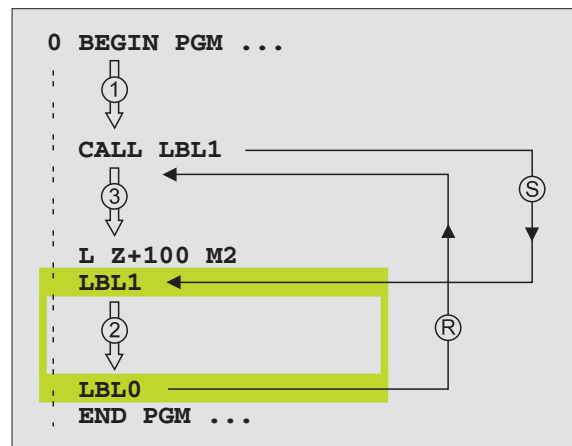 0 BEGIN PGM ...
1
CALL LBL1
S
3
L Z+100 M2
LBL1
2
R
LBL0
END PGM ...